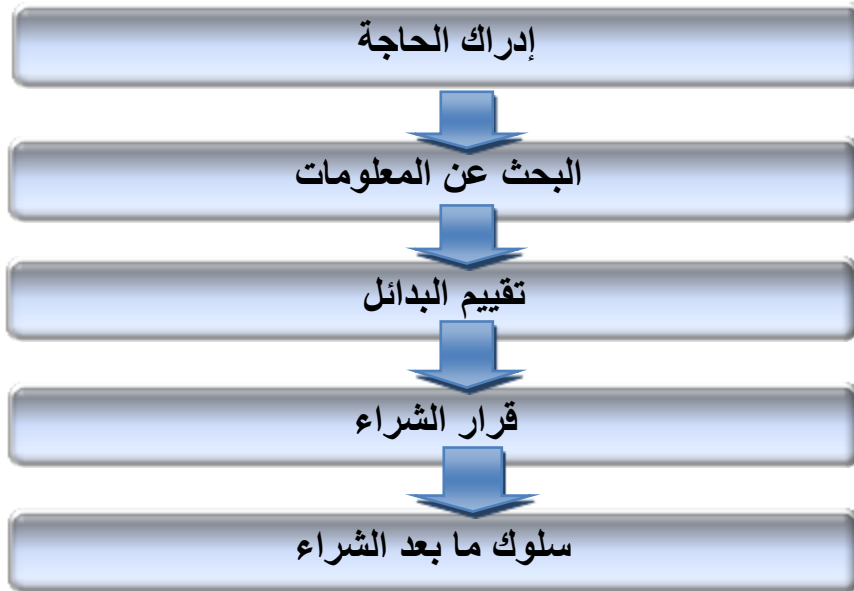 إدراك الحاجة
البحث عن المعلومات
تقييم البدائل
قرار الشراء
سلوك ما بعد الشراء